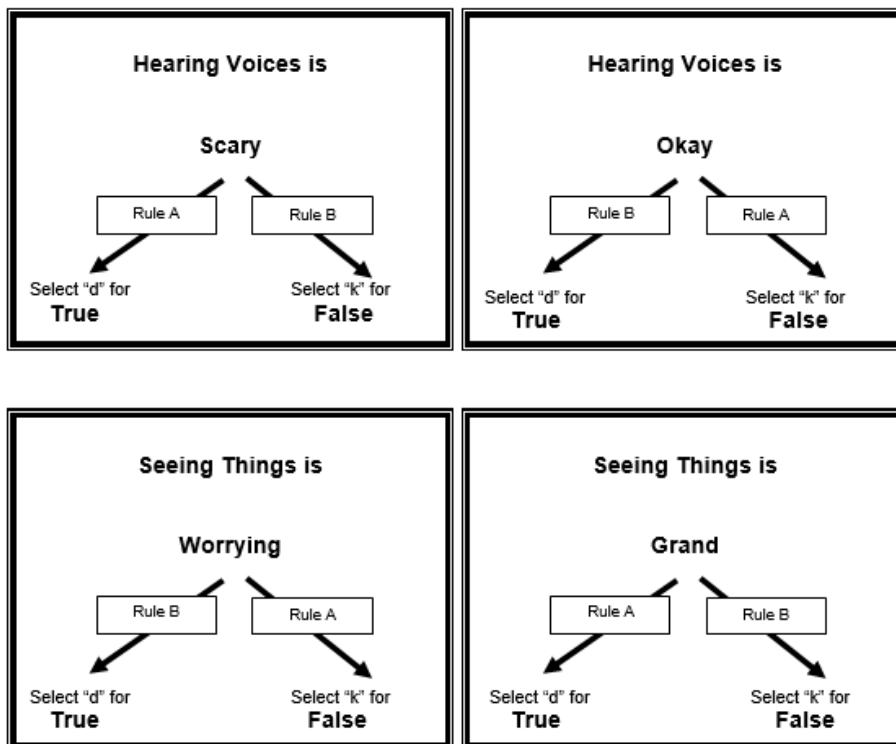 Hearing Voices is
Scary
Rule A
Rule B
Select “d” for
True
Select “k” for
False
Hearing Voices is
Okay
Rule B
Rule A
Select “d” for
True
Select “k” for
False
Seeing Things is
Worrying
Rule B
Rule A
Select “d” for
True
Select “k” for
False
Seeing Things is
Grand
Rule A
Rule B
Select “d” for
True
Select “k” for
False